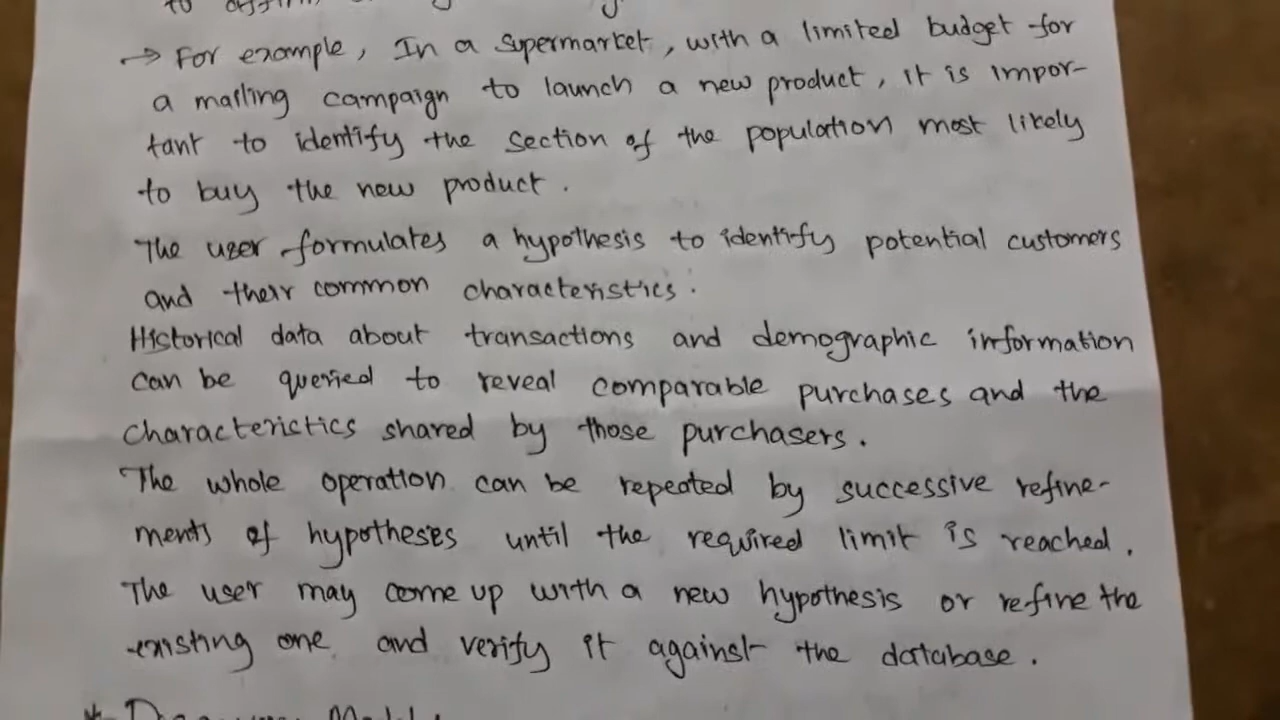 → For example, In a supermarket, with a limited budget for
a mailing campaign to launch a new product, it is impor-
tant to identify the section of the population most likely
to buy the new product.
The user formulates a hypothesis to identify potential customers
and their common characteristics.
Historical data about transactions and demographic information
can be queried to reveal comparable purchases and the
characteristics shared by those purchasers.
The whole operation can be repeated by successive refine-
ments of hypotheses until the required limit is reached.
The user may come up with a new hypothesis or refine the
existing one and verify it against the database.